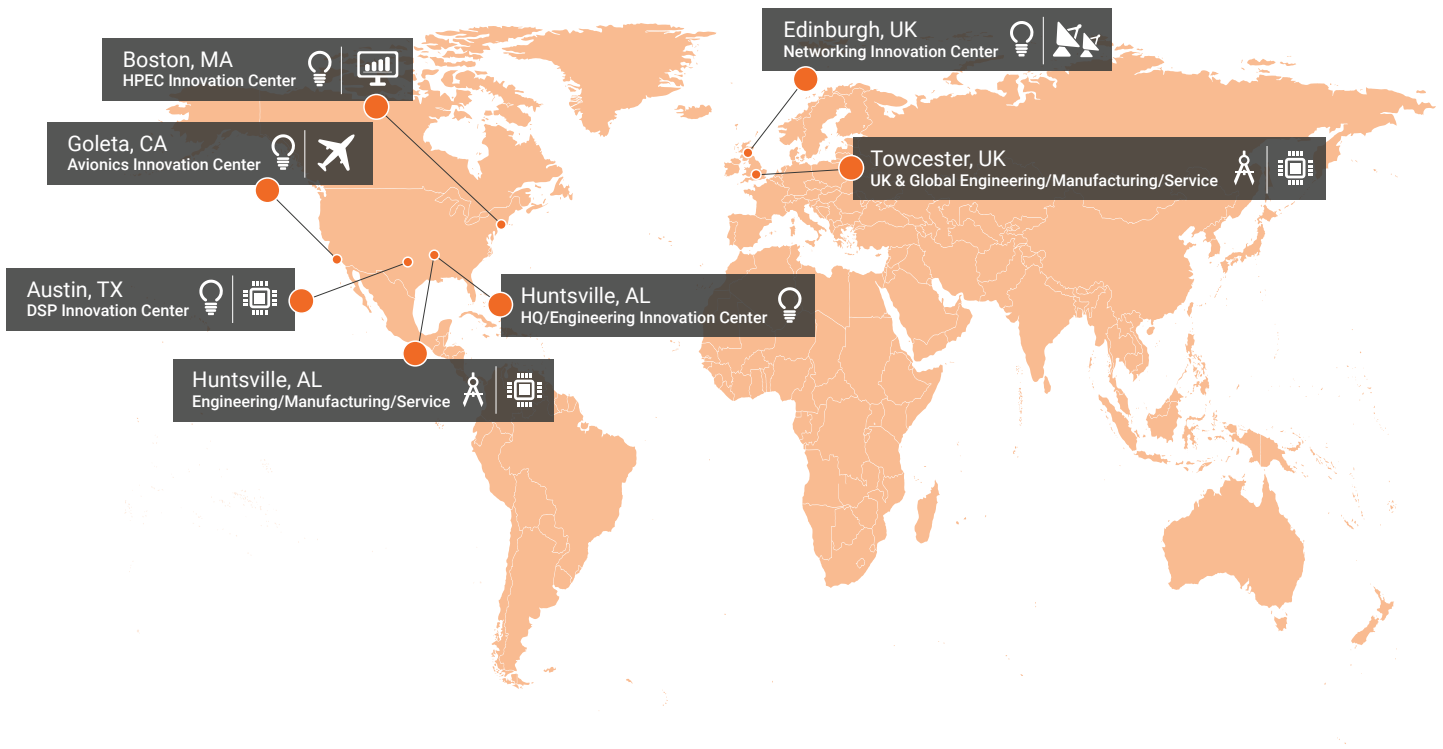 Edinburgh, UK
Networking Innovation Center
Boston, MA
HPEC Innovation Center
Goleta, CA
Avionics Innovation Center
Towcester, UK
UK & Global Engineering/Manufacturing/Service
Austin, TX
DSP Innovation Center
Huntsville, AL
HQ/Engineering Innovation Center
Huntsville, AL
Engineering/Manufacturing/Service